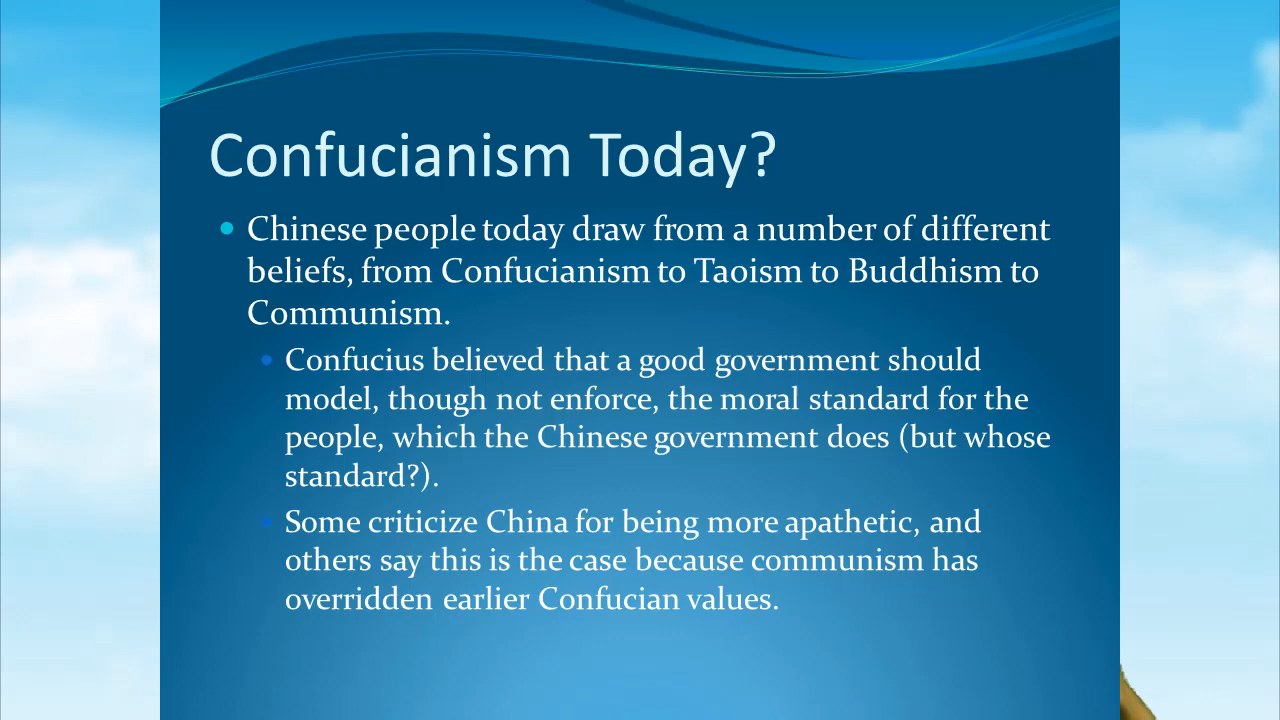 Confucianism Today?
Chinese people today draw from a number of different
beliefs, from Confucianism to Taoism to Buddhism to
Communism.
Confucius believed that a good government should
model, though not enforce, the moral standard for the
people, which the Chinese government does (but whose
standard?).
Some criticize China for being more apathetic, and
others say this is the case because communism has
overridden earlier Confucian values.